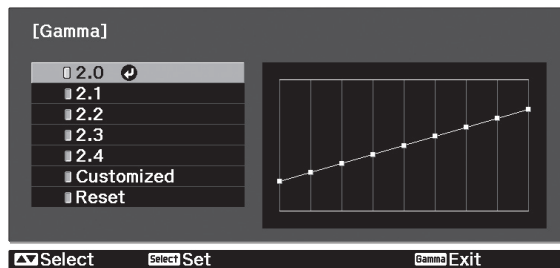 [Gamma]
2.0
2.1
2.2
2.3
2.4
Customized
Reset
Select Select Set Gamma Exit